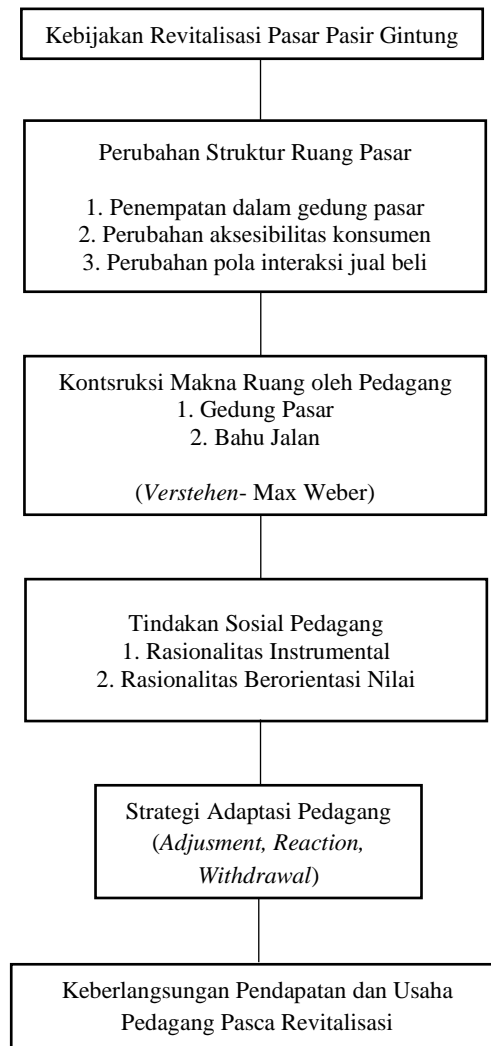 Kebijakan Revitalisasi Pasar Pasir Gintung
Perubahan Struktur Ruang Pasar
1. Penempatan dalam gedung pasar
2. Perubahan aksesibilitas konsumen
3. Perubahan pola interaksi jual beli
Kontsruksi Makna Ruang oleh Pedagang
1. Gedung Pasar
2. Bahu Jalan
(Verstehen- Max Weber)
Tindakan Sosial Pedagang
1. Rasionalitas Instrumental
2. Rasionalitas Berorientasi Nilai
Strategi Adaptasi Pedagang
(Adjusment, Reaction,
Withdrawal)
Keberlangsungan Pendapatan dan Usaha
Pedagang Pasca Revitalisasi